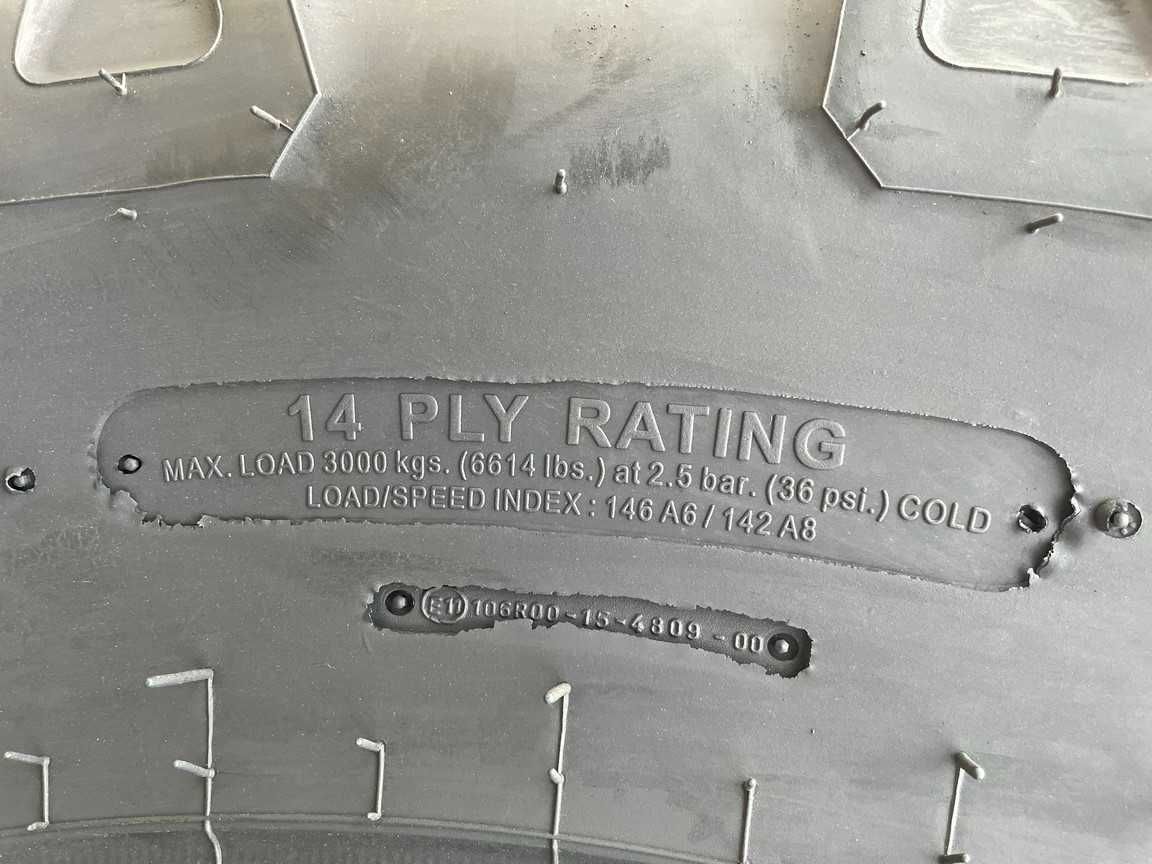 14 PLY RATING
MAX. LOAD 3000 kgs. (6614 lbs.) at 2.5 bar. (36 psi.) COLD
LOAD/SPEED INDEX : 146 A6 / 142 A8
E11 106R00-15-4809-00